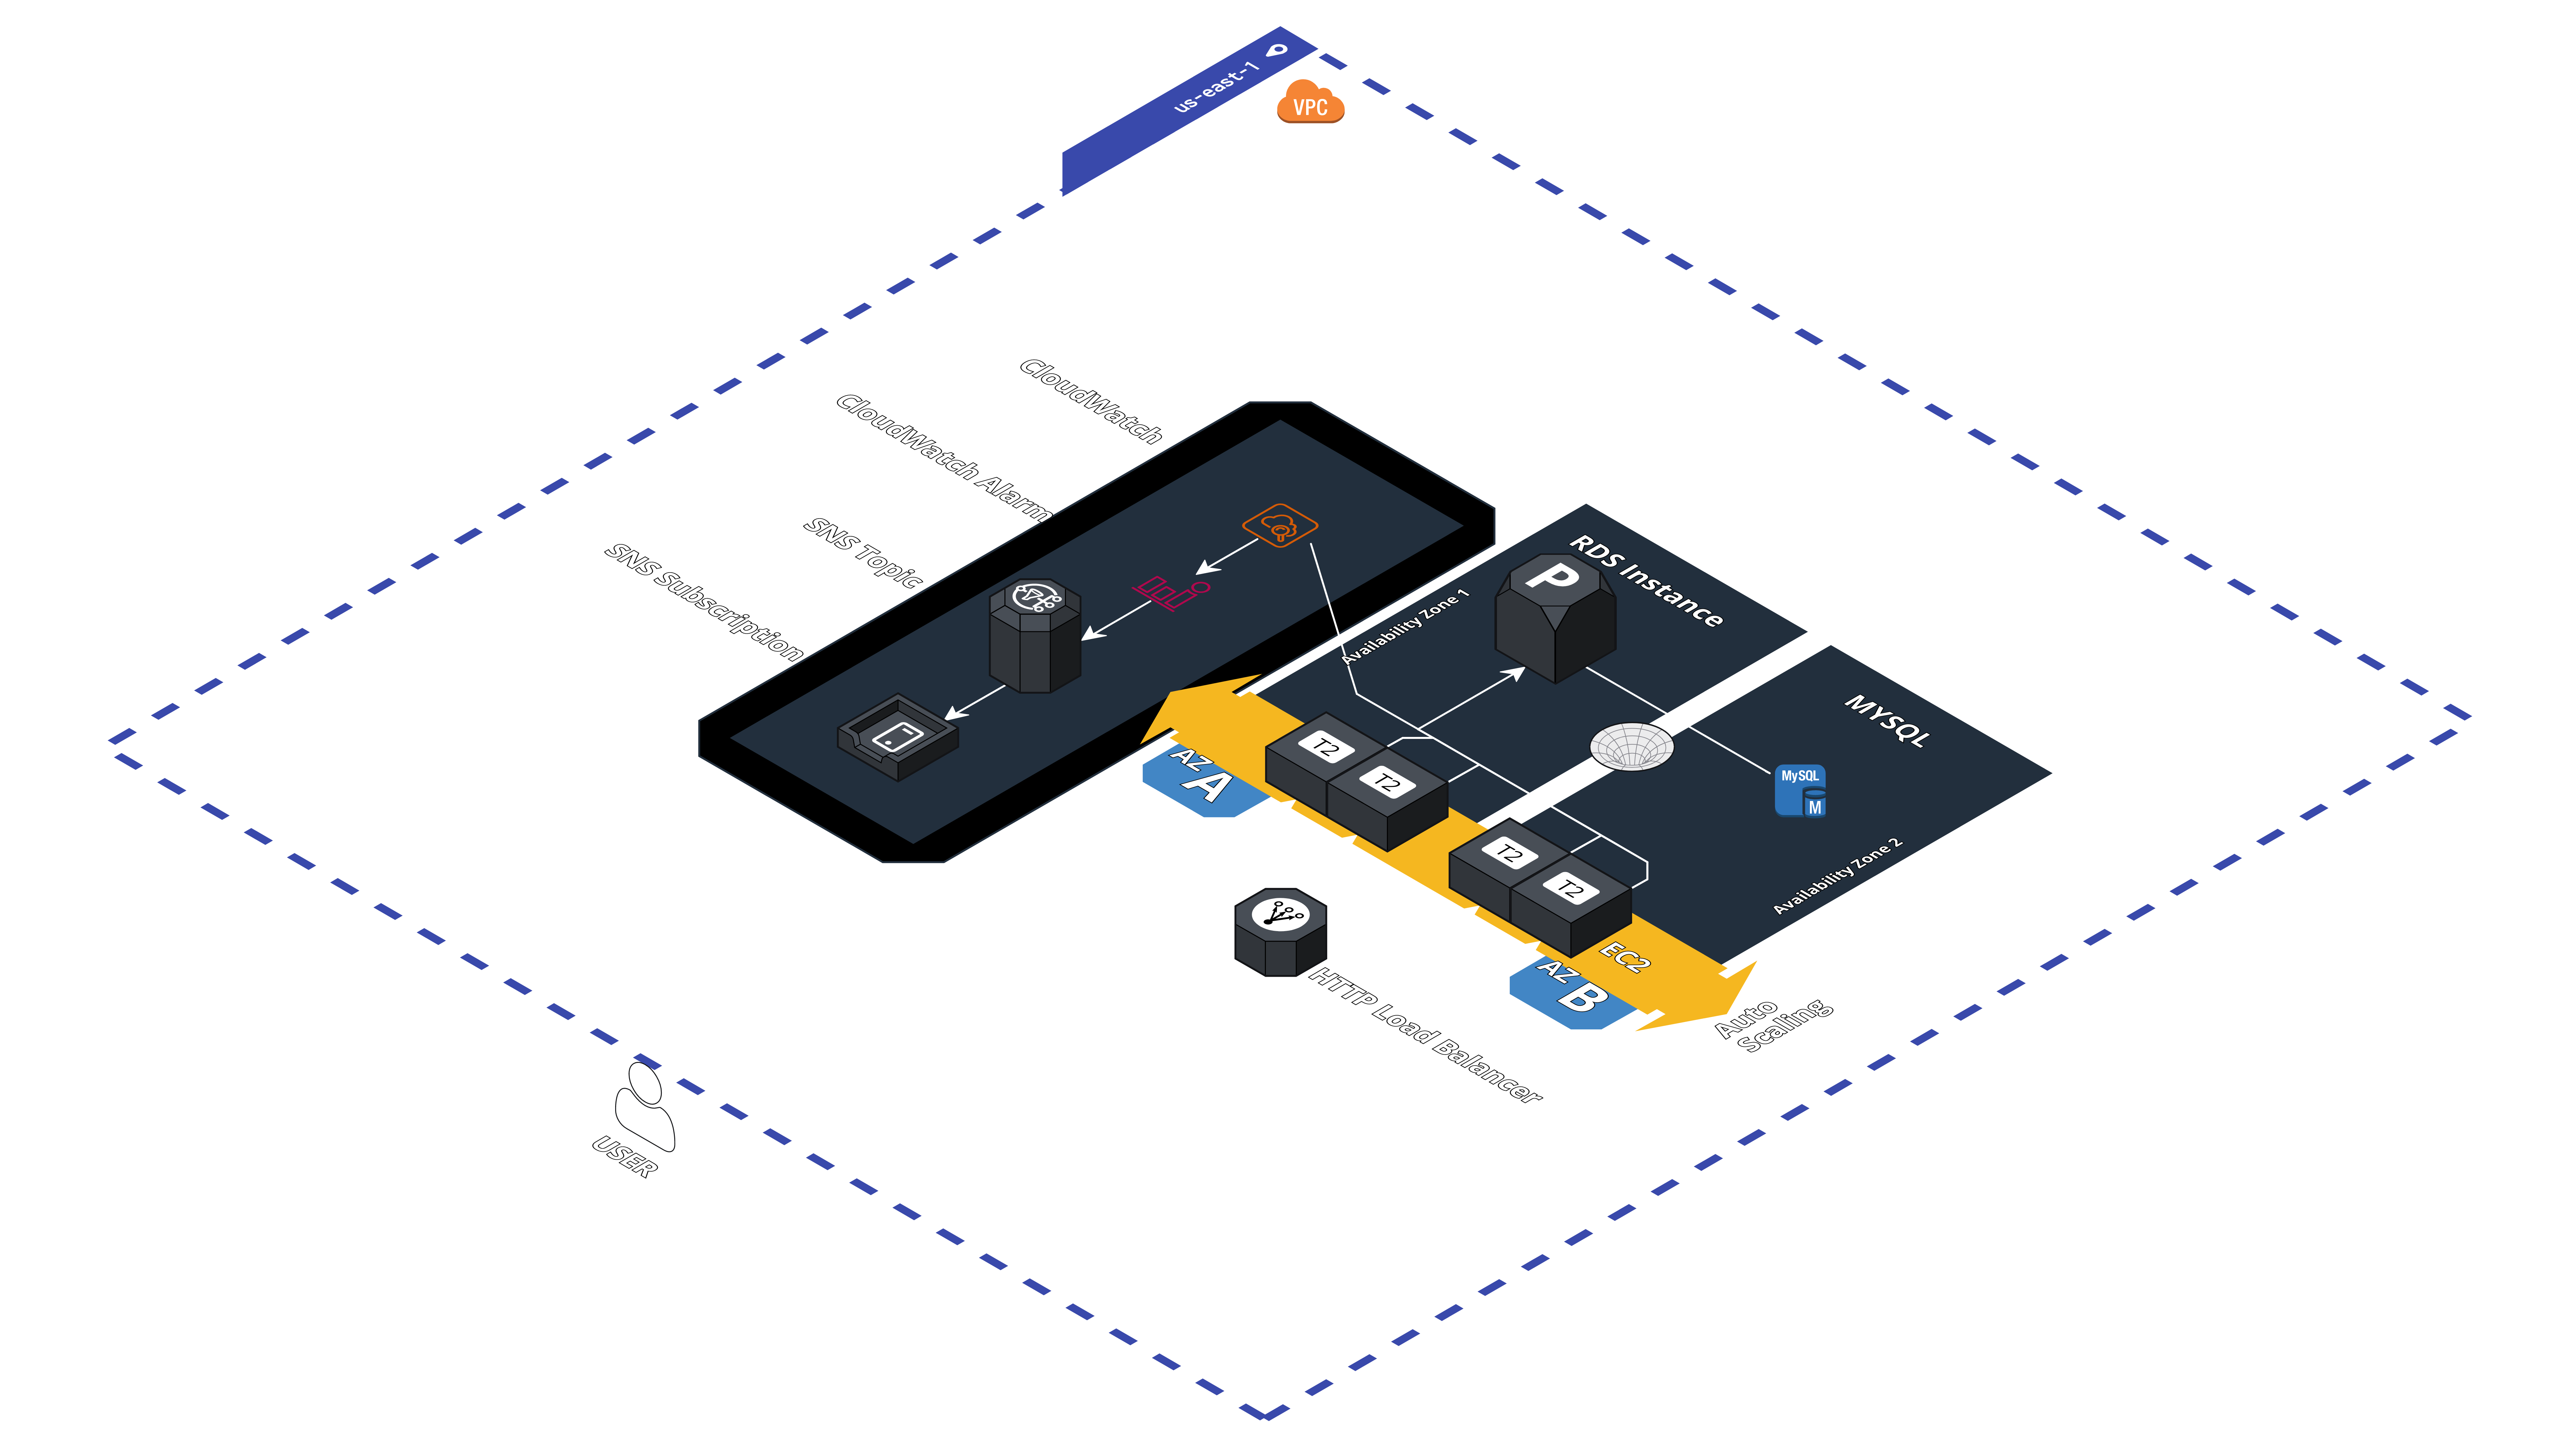 us-east-1
VPC
CloudWatch
CloudWatch Alarm
SNS Topic
SNS Subscription
RDS Instance
P
Availability Zone 1
MYSQL
MySQL
M
Availability Zone 2
T2
T2
T2
T2
AZ
A
AZ
B
EC2
Auto
Scaling
HTTP Load Balancer
USER